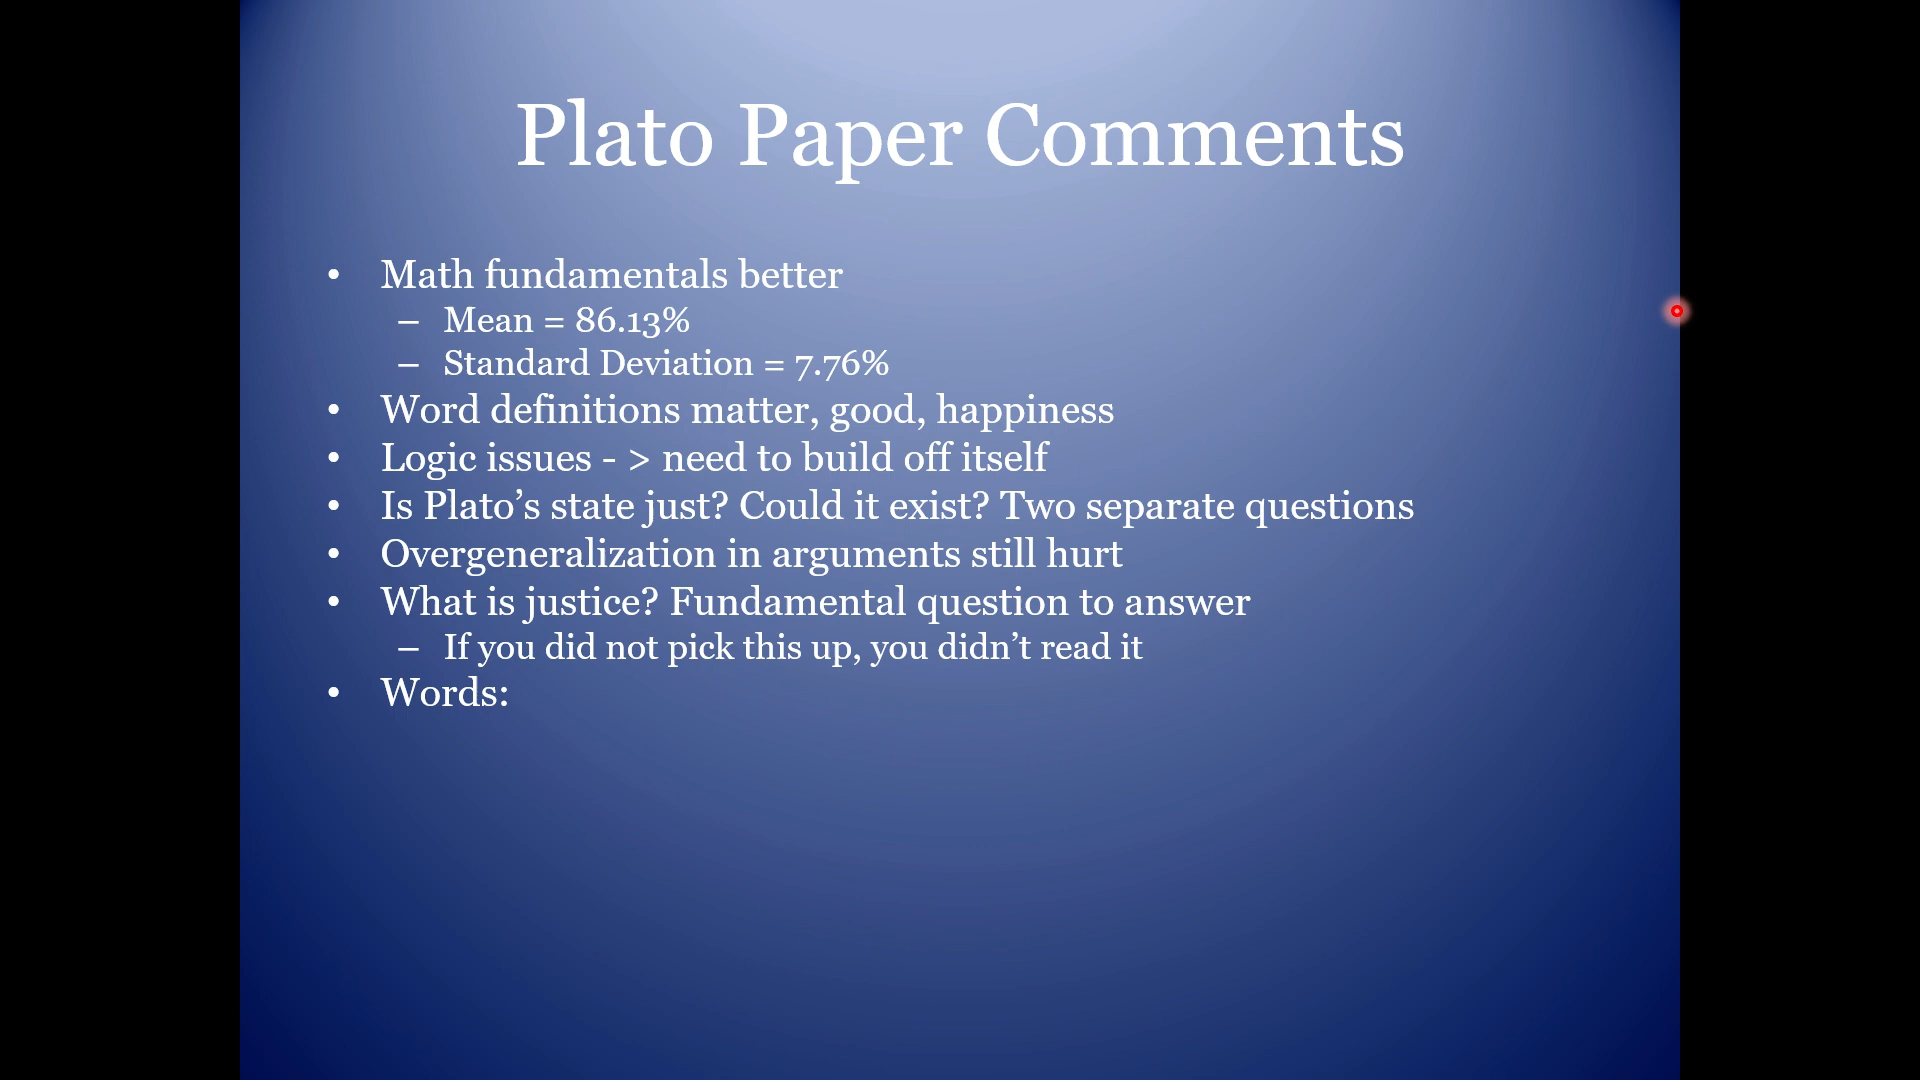 Plato Paper Comments
• Math fundamentals better
– Mean = 86.13%
– Standard Deviation = 7.76%
• Word definitions matter, good, happiness
• Logic issues - > need to build off itself
• Is Plato’s state just? Could it exist? Two separate questions
• Overgeneralization in arguments still hurt
• What is justice? Fundamental question to answer
– If you did not pick this up, you didn’t read it
• Words: